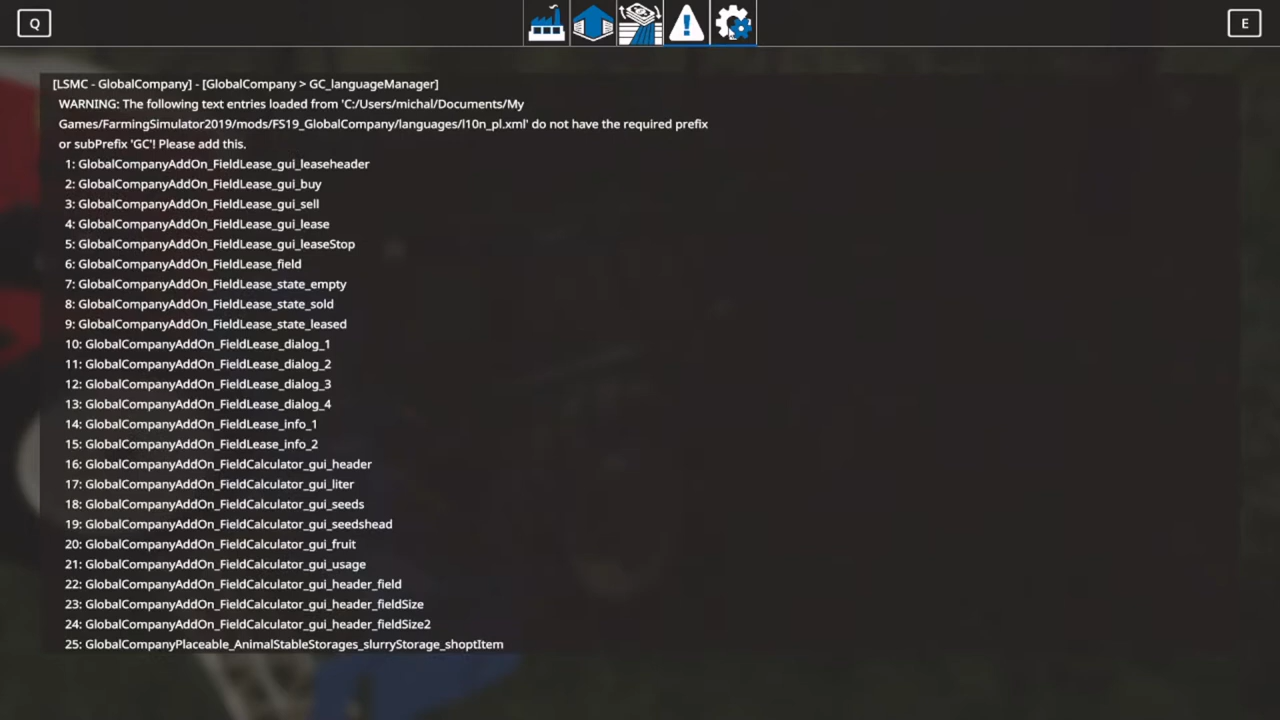 Q
E
[LSMC - GlobalCompany] - [GlobalCompany > GC_languageManager]
WARNING: The following text entries loaded from 'C:/Users/michal/Documents/My
Games/FarmingSimulator2019/mods/FS19_GlobalCompany/languages/l10n_pl.xml' do not have the required prefix
or subPrefix 'GC'! Please add this.
1: GlobalCompanyAddOn_FieldLease_gui_leaseheader
2: GlobalCompanyAddOn_FieldLease_gui_buy
3: GlobalCompanyAddOn_FieldLease_gui_sell
4: GlobalCompanyAddOn_FieldLease_gui_lease
5: GlobalCompanyAddOn_FieldLease_gui_leaseStop
6: GlobalCompanyAddOn_FieldLease_field
7: GlobalCompanyAddOn_FieldLease_state_empty
8: GlobalCompanyAddOn_FieldLease_state_sold
9: GlobalCompanyAddOn_FieldLease_state_leased
10: GlobalCompanyAddOn_FieldLease_dialog_1
11: GlobalCompanyAddOn_FieldLease_dialog_2
12: GlobalCompanyAddOn_FieldLease_dialog_3
13: GlobalCompanyAddOn_FieldLease_dialog_4
14: GlobalCompanyAddOn_FieldLease_info_1
15: GlobalCompanyAddOn_FieldLease_info_2
16: GlobalCompanyAddOn_FieldCalculator_gui_header
17: GlobalCompanyAddOn_FieldCalculator_gui_liter
18: GlobalCompanyAddOn_FieldCalculator_gui_seeds
19: GlobalCompanyAddOn_FieldCalculator_gui_seedshead
20: GlobalCompanyAddOn_FieldCalculator_gui_fruit
21: GlobalCompanyAddOn_FieldCalculator_gui_usage
22: GlobalCompanyAddOn_FieldCalculator_gui_header_field
23: GlobalCompanyAddOn_FieldCalculator_gui_header_fieldSize
24: GlobalCompanyAddOn_FieldCalculator_gui_header_fieldSize2
25: GlobalCompanyPlaceable_AnimalStableStorages_slurryStorage_shoptItem